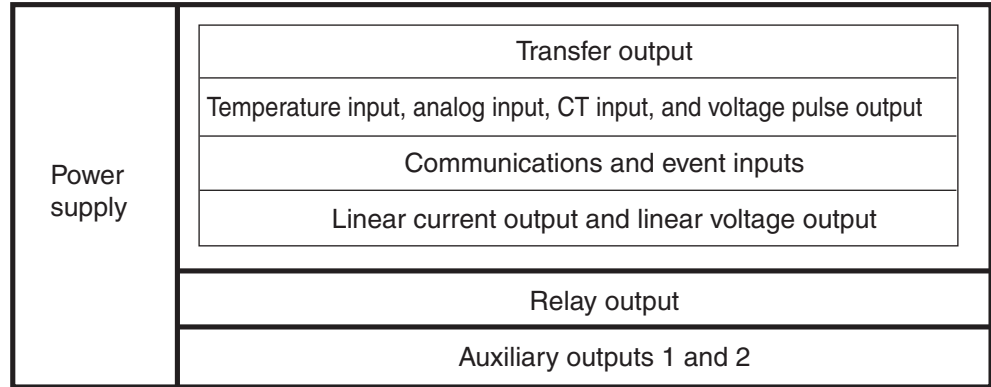 Power
supply
Transfer output
Temperature input, analog input, CT input, and voltage pulse output
Communications and event inputs
Linear current output and linear voltage output
Relay output
Auxiliary outputs 1 and 2